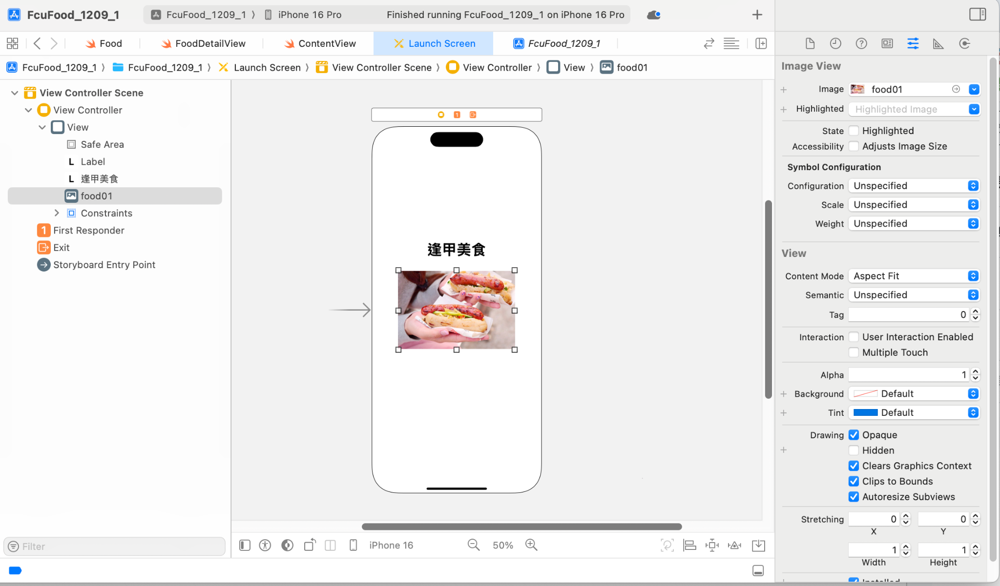 FcuFood_1209_1
FcuFood_1209_1 〉 iPhone 16 Pro
Finished running FcuFood_1209_1 on iPhone 16 Pro
Food
FoodDetailView
ContentView
Launch Screen
FcuFood_1209_1
FcuFood_1209_1 〉 FcuFood_1209_1 〉 Launch Screen 〉 View Controller Scene 〉 View Controller 〉 View 〉 food01
View Controller Scene
View Controller
View
Safe Area
L Label
L 逢甲美食
food01
Constraints
1 First Responder
Exit
Storyboard Entry Point
Filter
1
逢甲美食
iPhone 16
50%
Image View
Image food01
Highlighted Highlighted Image
State Highlighted
Accessibility Adjusts Image Size
Symbol Configuration
Configuration Unspecified
Scale Unspecified
Weight Unspecified
View
Content Mode Aspect Fit
Semantic Unspecified
Tag 0
Interaction User Interaction Enabled
Multiple Touch
Alpha 1
Background Default
Tint Default
Drawing Opaque
Hidden
Clears Graphics Context
Clips to Bounds
Autoresize Subviews
Stretching 0 0
X Y
1 1
Width Height
Installed